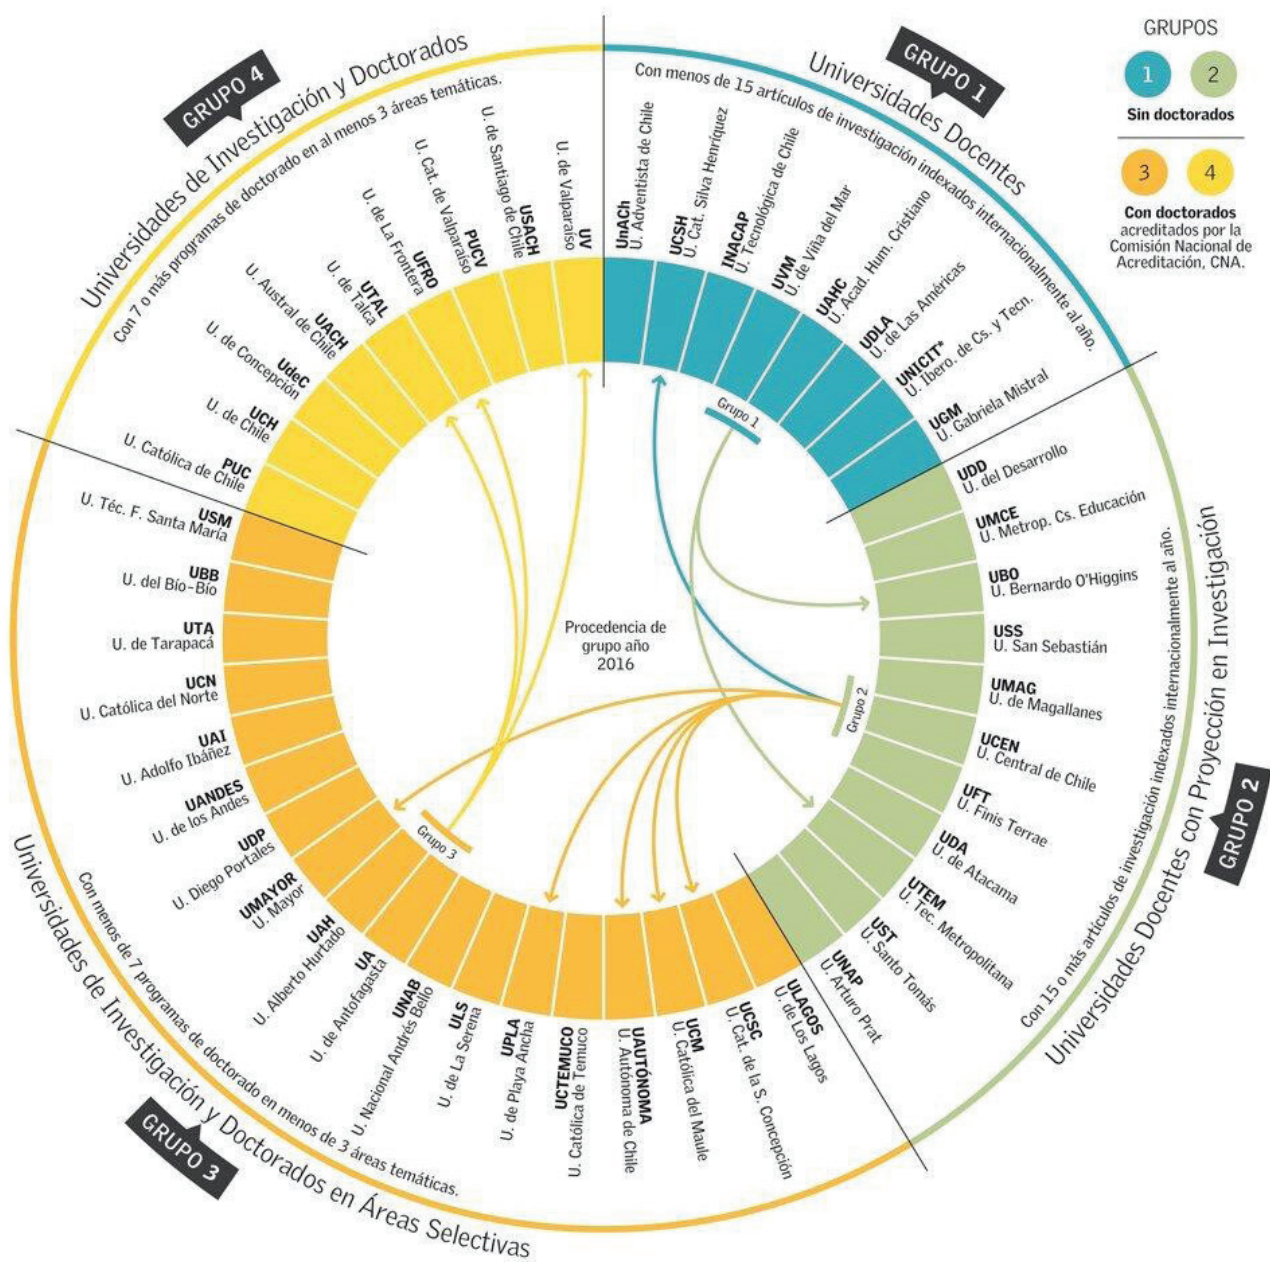 GRUPOS
1
2
Sin doctorados
3
4
Con doctorados
acreditados por la
Comisión Nacional de
Acreditación, CNA.
GRUPO 1
Universidades Docentes
Con menos de 15 artículos de investigación indexados internacionalmente al año.
UnACh
U. Adventista de Chile
UCSH
U. Cat. Silva Henríquez
INACAP
U. Tecnológica de Chile
UVM
U. de Viña del Mar
UAHC
U. Acad. Hum. Cristiano
UDLA
U. de Las Américas
UNICIT*
U. Ibero. de Cs. y Tecn.
UGM
U. Gabriela Mistral
GRUPO 2
Universidades Docentes con Proyección en Investigación
Con 15 o más artículos de investigación indexados internacionalmente al año.
UDD
U. del Desarrollo
UMCE
U. Metrop. Cs. Educación
UBO
U. Bernardo O'Higgins
USS
U. San Sebastián
UMAG
U. de Magallanes
UCEN
U. Central de Chile
UFT
U. Finis Terrae
UDA
U. de Atacama
UTEM
U. Tec. Metropolitana
UST
U. Santo Tomás
UNAP
U. Arturo Prat
GRUPO 3
Universidades de Investigación y Doctorados en Áreas Selectivas
Con menos de 7 programas de doctorado en menos de 3 áreas temáticas.
ULAGOS
U. de Los Lagos
UCSC
U. Cat. de la S. Concepción
UCM
U. Católica del Maule
UAUTÓNOMA
U. Autónoma de Chile
UCTEMUCO
U. Católica de Temuco
UPLA
U. de Playa Ancha
ULS
U. de La Serena
UNAB
U. Nacional Andrés Bello
UA
U. de Antofagasta
UAH
U. Alberto Hurtado
UMAYOR
U. Mayor
UDP
U. Diego Portales
UANDES
U. de los Andes
UAI
U. Adolfo Ibáñez
UCN
U. Católica del Norte
UTA
U. de Tarapacá
UBB
U. del Bío-Bío
USM
U. Téc. F. Santa María
GRUPO 4
Universidades de Investigación y Doctorados
Con 7 o más programas de doctorado en al menos 3 áreas temáticas.
PUC
U. Católica de Chile
UCH
U. de Chile
UdeC
U. de Concepción
UACH
U. Austral de Chile
UTAL
U. de Talca
UFRO
U. de La Frontera
PUCV
U. Cat. de Valparaíso
USACH
U. de Santiago de Chile
UV
U. de Valparaíso
Grupo 1
Procedencia de
grupo año
2016
Grupo 2
Grupo 3